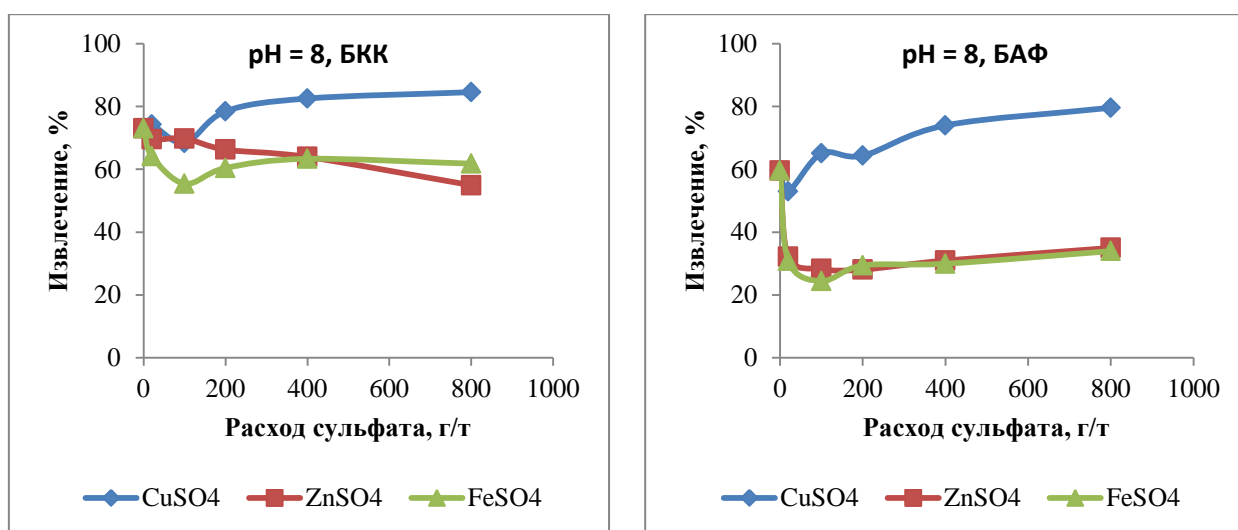 pH = 8, БКК
Извлечение, %
100
80
60
40
20
0
0 200 400 600 800 1000
Расход сульфата, г/т
CuSO4 ZnSO4 FeSO4
pH = 8, БАФ
Извлечение, %
100
80
60
40
20
0
0 200 400 600 800 1000
Расход сульфата, г/т
CuSO4 ZnSO4 FeSO4